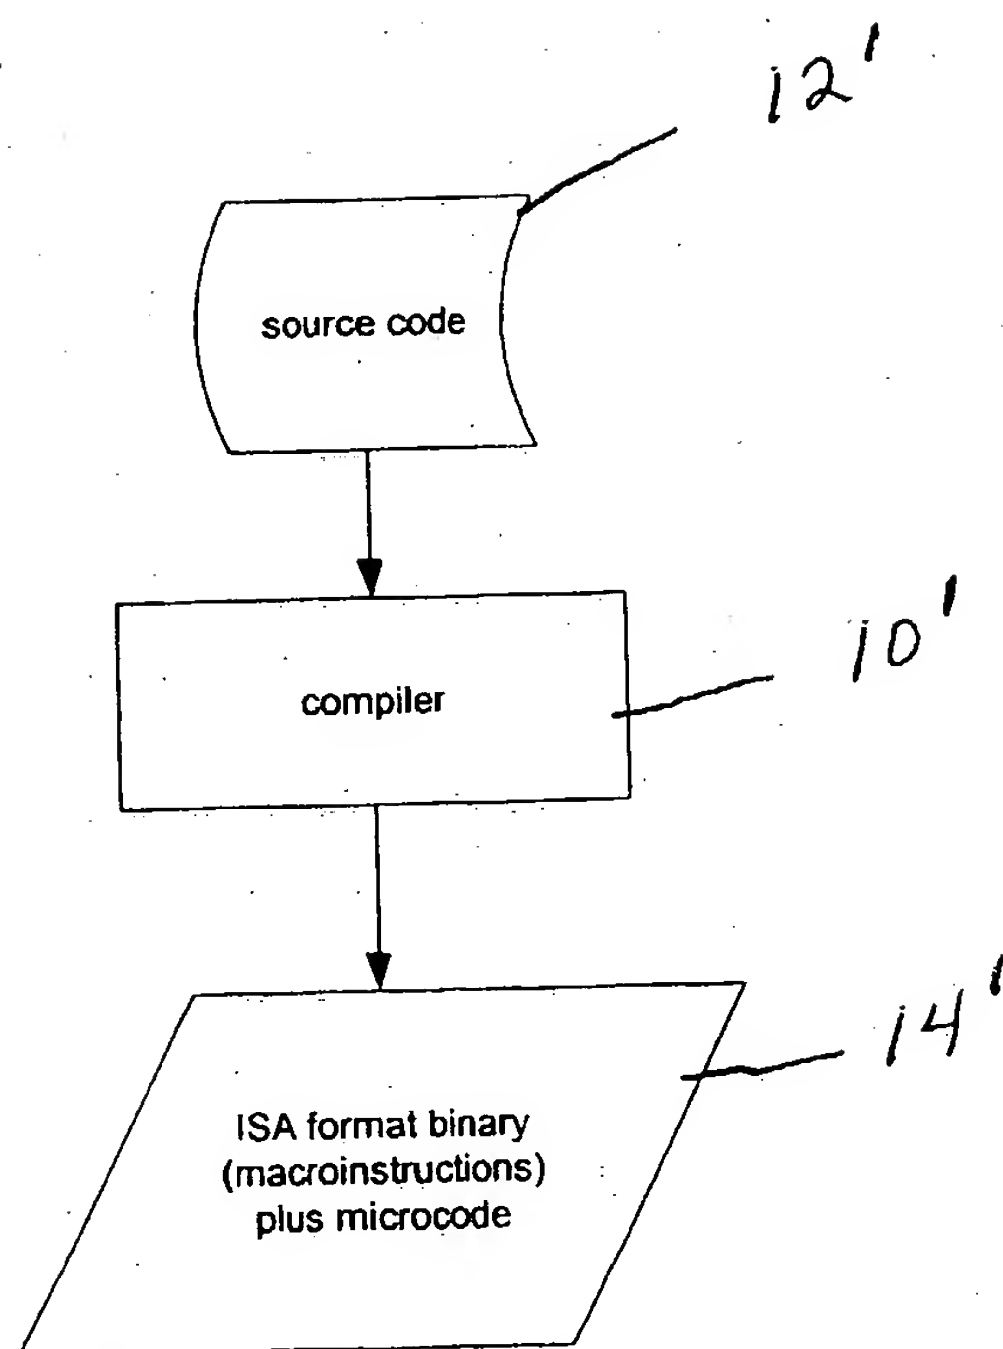 12'
source code
10'
compiler
14'
ISA format binary
(macroinstructions)
plus microcode